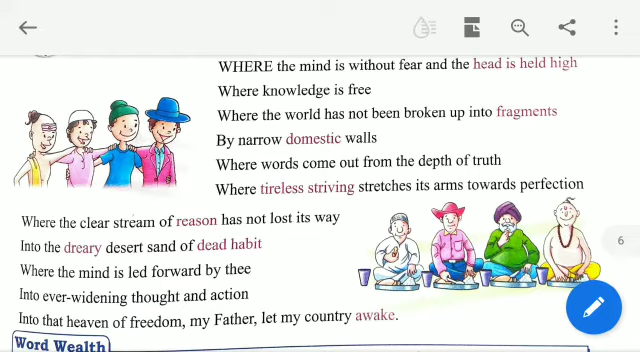 WHERE the mind is without fear and the head is held high
Where knowledge is free
Where the world has not been broken up into fragments
By narrow domestic walls
Where words come out from the depth of truth
Where tireless striving stretches its arms towards perfection
Where the clear stream of reason has not lost its way
Into the dreary desert sand of dead habit
Where the mind is led forward by thee
Into ever-widening thought and action
Into that heaven of freedom, my Father, let my country awake.
6
Word Wealth